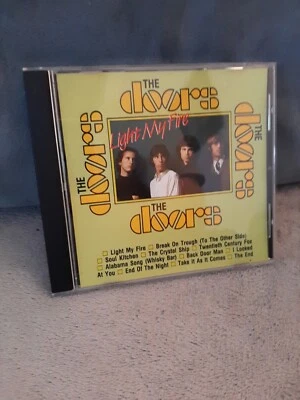 THE
doors
Light My Fire
THE
doors
THE
doors
THE
doors
Light My Fire Break On Trough (To The Other Side)
Soul Kitchen The Crystal Ship Twentieth Century Fox
Alabama Song (Whisky Bar) Back Door Man I Looked
At You End Of The Night Take It As It Comes The End